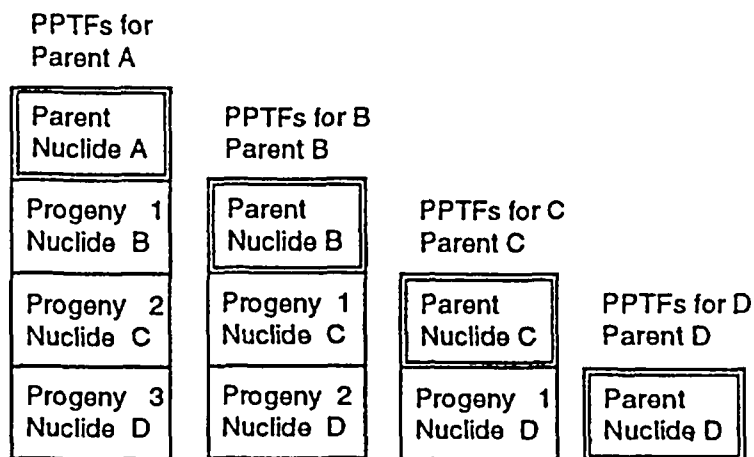 PPTFs for
Parent A
Parent
Nuclide A
Progeny 1
Nuclide B
Progeny 2
Nuclide C
Progeny 3
Nuclide D
PPTFs for B
Parent B
Parent
Nuclide B
Progeny 1
Nuclide C
Progeny 2
Nuclide D
PPTFs for C
Parent C
Parent
Nuclide C
Progeny 1
Nuclide D
PPTFs for D
Parent D
Parent
Nuclide D